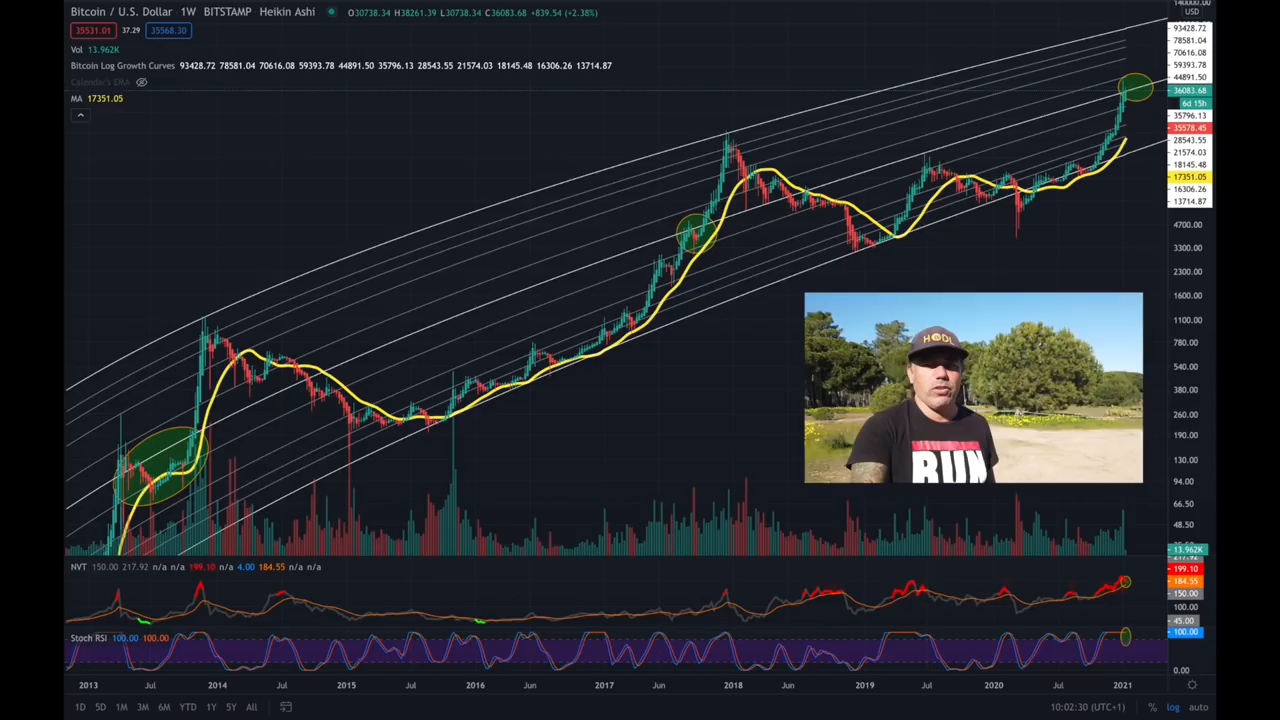 Bitcoin / U.S. Dollar 1W BITSTAMP Heikin Ashi O30738.34 H38261.39 L30738.34 C36083.68 +839.54 (+2.38%)
35531.01 37.29 35568.30
Vol 13.962K
Bitcoin Log Growth Curves 93428.72 78581.04 70616.08 59393.78 44891.50 35796.13 28543.55 21574.03 18145.48 16306.26 13714.87
MA 17351.05
140000.00
USD
93428.72
78581.04
70616.08
59393.78
44891.50
36083.68
6d 15h
35796.13
35578.45
28543.55
21574.03
18145.48
17351.05
16306.26
13714.87
4700.00
3300.00
2300.00
1600.00
1100.00
780.00
540.00
380.00
260.00
190.00
130.00
94.00
66.50
48.50
13.962K
217.92
199.10
184.55
150.00
100.00
45.00
100.00
0.00
HODL
RUN
NVT 150.00 217.92 n/a n/a 199.10 n/a 4.00 184.55 n/a n/a
Stoch RSI 100.00 100.00
2013 Jul 2014 Jul 2015 Jul 2016 Jun 2017 Jun 2018 Jun 2019 Jul 2020 Jul 2021
1D 5D 1M 3M 6M YTD 1Y 5Y All
10:02:30 (UTC+1) % log auto